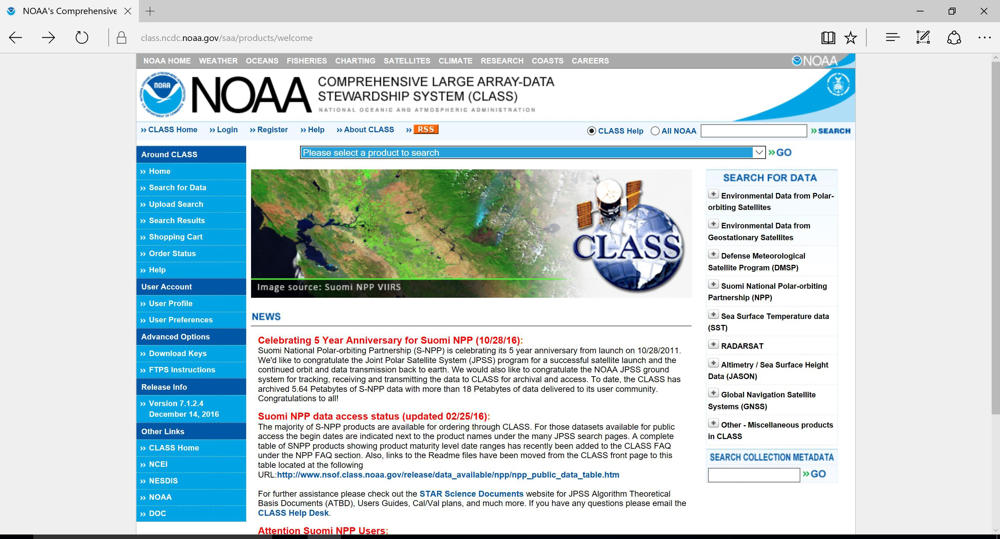 NOAA's Comprehensive
class.ncdc.noaa.gov/saa/products/welcome
NOAA HOME WEATHER OCEANS FISHERIES CHARTING SATELLITES CLIMATE RESEARCH COASTS CAREERS
NOAA
NOAA
NOAA
COMPREHENSIVE LARGE ARRAY-DATA
STEWARDSHIP SYSTEM (CLASS)
NATIONAL OCEANIC AND ATMOSPHERIC ADMINISTRATION
» CLASS Home » Login » Register » Help » About CLASS » RSS
CLASS Help All NOAA » SEARCH
Please select a product to search » GO
Around CLASS
» Home
» Search for Data
» Upload Search
» Search Results
» Shopping Cart
» Order Status
» Help
User Account
» User Profile
» User Preferences
Advanced Options
» Download Keys
» FTPS Instructions
Release Info
» Version 7.1.2.4
December 14, 2016
Other Links
» CLASS Home
» NCEI
» NESDIS
» NOAA
» DOC
CLASS
Image source: Suomi NPP VIIRS
NEWS
Celebrating 5 Year Anniversary for Suomi NPP (10/28/16):
Suomi National Polar-orbiting Partnership (S-NPP) is celebrating its 5 year anniversary from launch on 10/28/2011.
We'd like to congratulate the Joint Polar Satellite System (JPSS) program for a successful satellite launch and the
continued orbit and data transmission back to earth. We would also like to congratulate the NOAA JPSS ground
system for tracking, receiving and transmitting the data to CLASS for archival and access. To date, the CLASS has
archived 5.64 Petabytes of S-NPP data with more than 18 Petabytes of data delivered to its user community.
Congratulations to all!
Suomi NPP data access status (updated 02/25/16):
The majority of S-NPP products are available for ordering through CLASS. For those datasets available for public
access the begin dates are indicated next to the product names under the many JPSS search pages. A complete
table of SNPP products showing product maturity level date ranges has recently been added to the CLASS FAQ
under the NPP FAQ section. Also, links to the Readme files have been moved from the CLASS front page to this
table located at the following
URL:http://www.nsof.class.noaa.gov/release/data_available/npp/npp_public_data_table.htm
For further assistance please check out the STAR Science Documents website for JPSS Algorithm Theoretical
Basis Documents (ATBD), Users Guides, Cal/Val plans, and much more. If you have any questions please email the
CLASS Help Desk.
Attention Suomi NPP Users:
SEARCH FOR DATA
Environmental Data from Polar-
orbiting Satellites
Environmental Data from
Geostationary Satellites
Defense Meteorological
Satellite Program (DMSP)
Suomi National Polar-orbiting
Partnership (NPP)
Sea Surface Temperature data
(SST)
RADARSAT
Altimetry / Sea Surface Height
Data (JASON)
Global Navigation Satellite
Systems (GNSS)
Other - Miscellaneous products
in CLASS
SEARCH COLLECTION METADATA
» GO